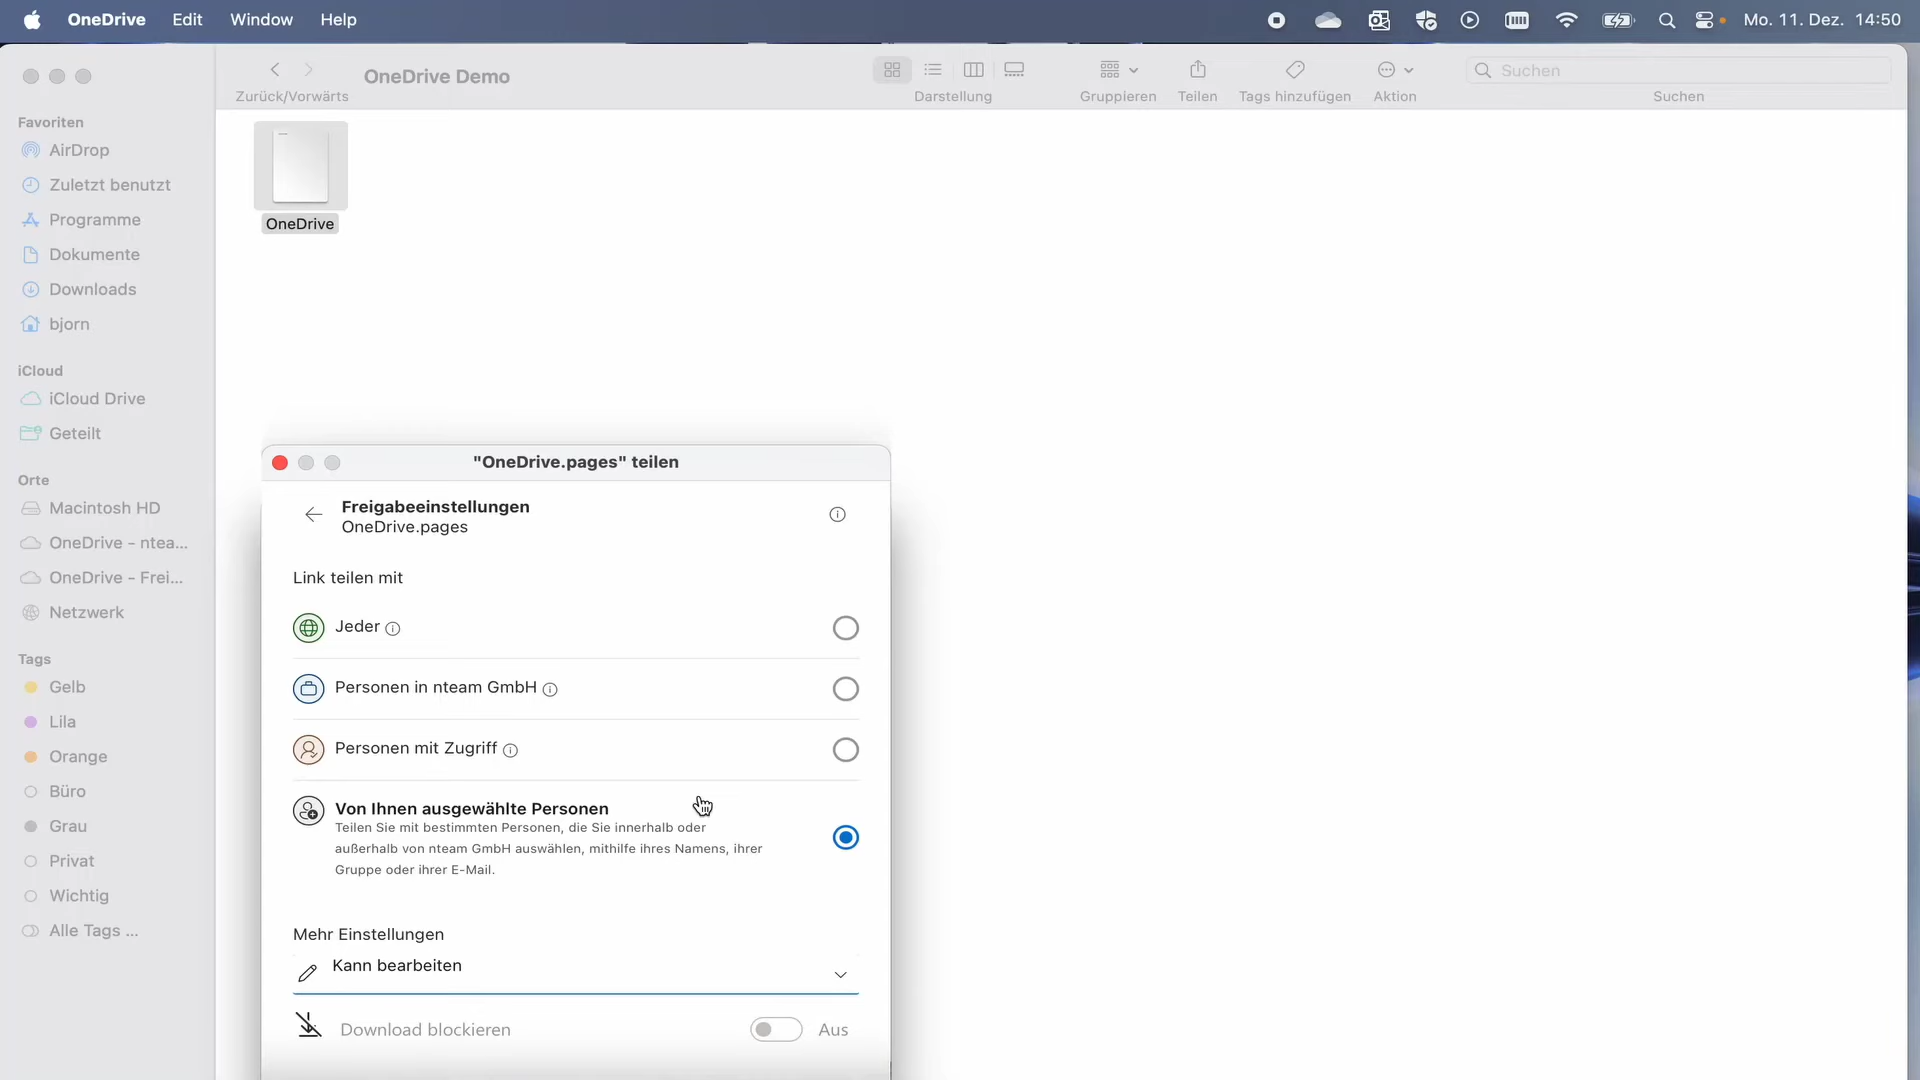 OneDrive Edit Window Help Mo. 11. Dez. 14:50
Zurück/Vorwärts
OneDrive Demo
Darstellung
Gruppieren
Teilen
Tags hinzufügen
Aktion
Suchen
Suchen
Favoriten
AirDrop
Zuletzt benutzt
Programme
Dokumente
Downloads
bjorn
iCloud
iCloud Drive
Geteilt
Orte
Macintosh HD
OneDrive – ntea...
OneDrive – Frei...
Netzwerk
Tags
Gelb
Lila
Orange
Büro
Grau
Privat
Wichtig
Alle Tags ...
OneDrive
"OneDrive.pages" teilen
Freigabeeinstellungen
OneDrive.pages
Link teilen mit
Jeder
Personen in nteam GmbH
Personen mit Zugriff
Von Ihnen ausgewählte Personen
Teilen Sie mit bestimmten Personen, die Sie innerhalb oder
außerhalb von nteam GmbH auswählen, mithilfe ihres Namens, ihrer
Gruppe oder ihrer E-Mail.
Mehr Einstellungen
Kann bearbeiten
Download blockieren
Aus